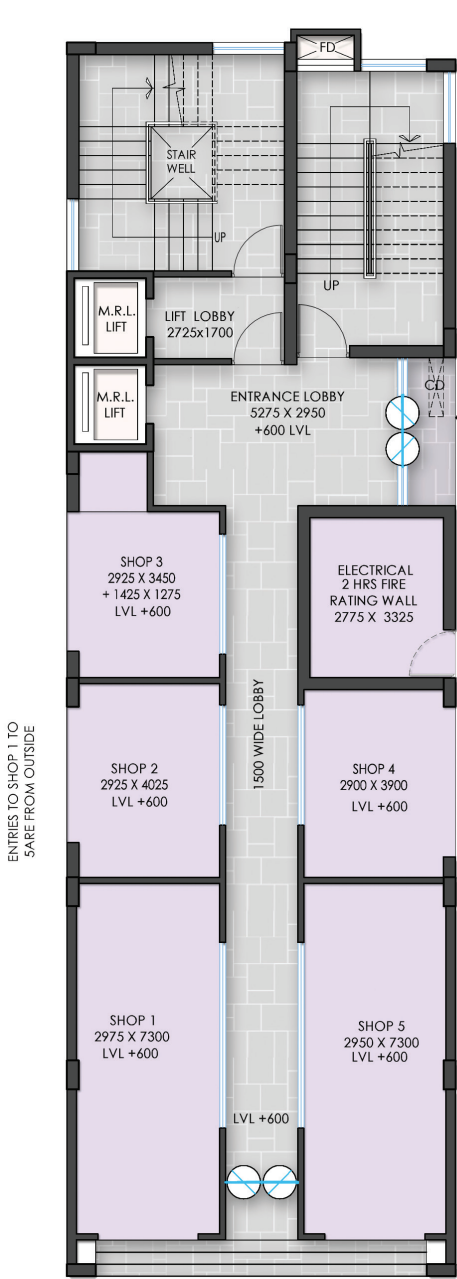 FD
STAIR
WELL
UP
UP
M.R.L.
LIFT
LIFT LOBBY
2725x1700
M.R.L.
LIFT
ENTRANCE LOBBY
5275 X 2950
+600 LVL
CD
SHOP 3
2925 X 3450
+ 1425 X 1275
LVL +600
ELECTRICAL
2 HRS FIRE
RATING WALL
2775 X 3325
1500 WIDE LOBBY
ENTRIES TO SHOP 1 TO
5ARE FROM OUTSIDE
SHOP 2
2925 X 4025
LVL +600
SHOP 4
2900 X 3900
LVL +600
SHOP 1
2975 X 7300
LVL +600
SHOP 5
2950 X 7300
LVL +600
LVL +600